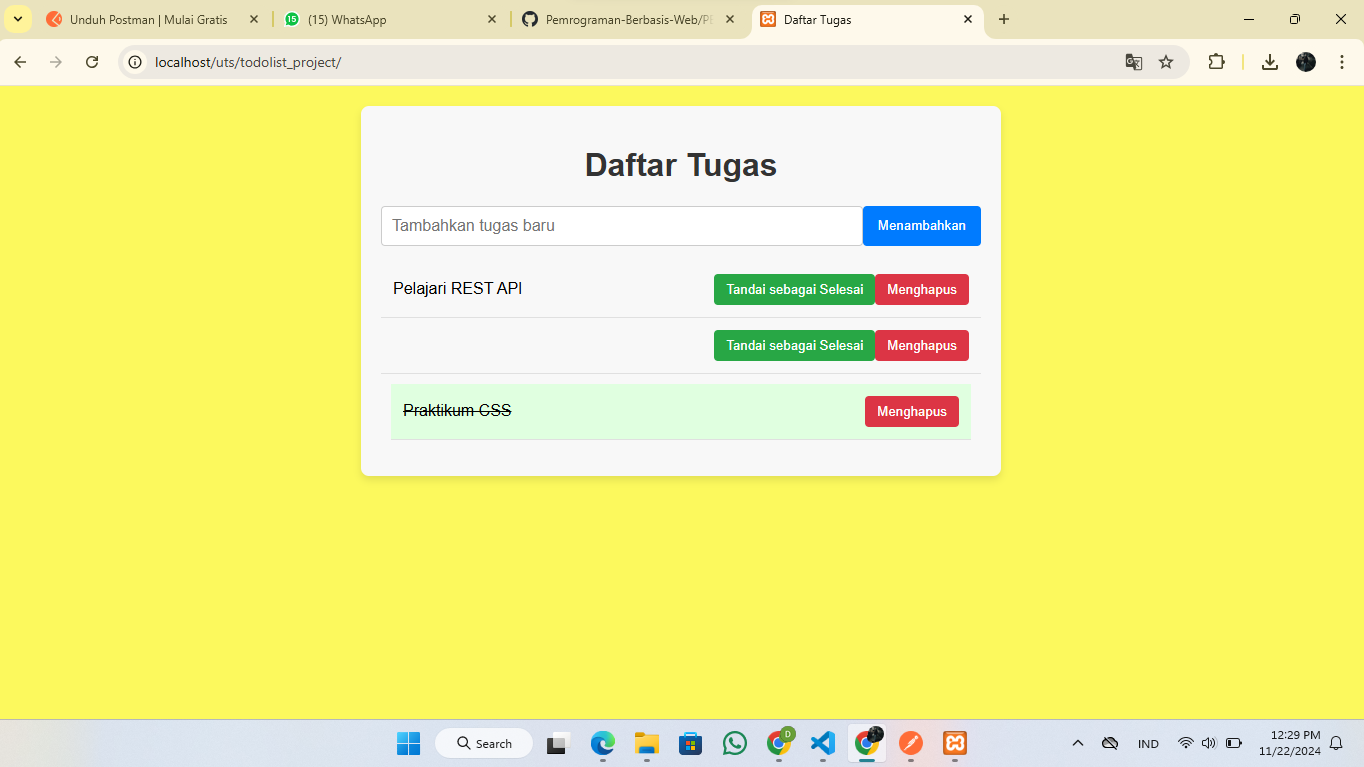 Unduh Postman | Mulai Gratis
(15) WhatsApp
Pemrograman-Berbasis-Web/PE
Daftar Tugas
localhost/uts/todolist_project/
Daftar Tugas
Tambahkan tugas baru Menambahkan
Pelajari REST API Tandai sebagai Selesai Menghapus
Tandai sebagai Selesai Menghapus
Praktikum CSS Menghapus
Search
IND
12:29 PM
11/22/2024